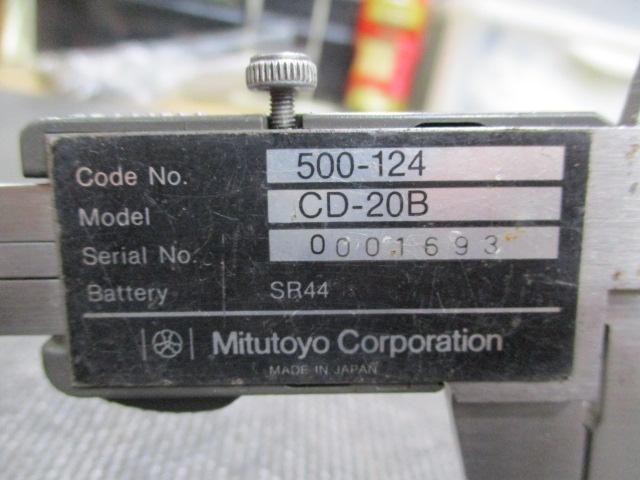 Code No. 500-124
Model CD-20B
Serial No. 0001693
Battery SR44
Mitutoyo Corporation
MADE IN JAPAN